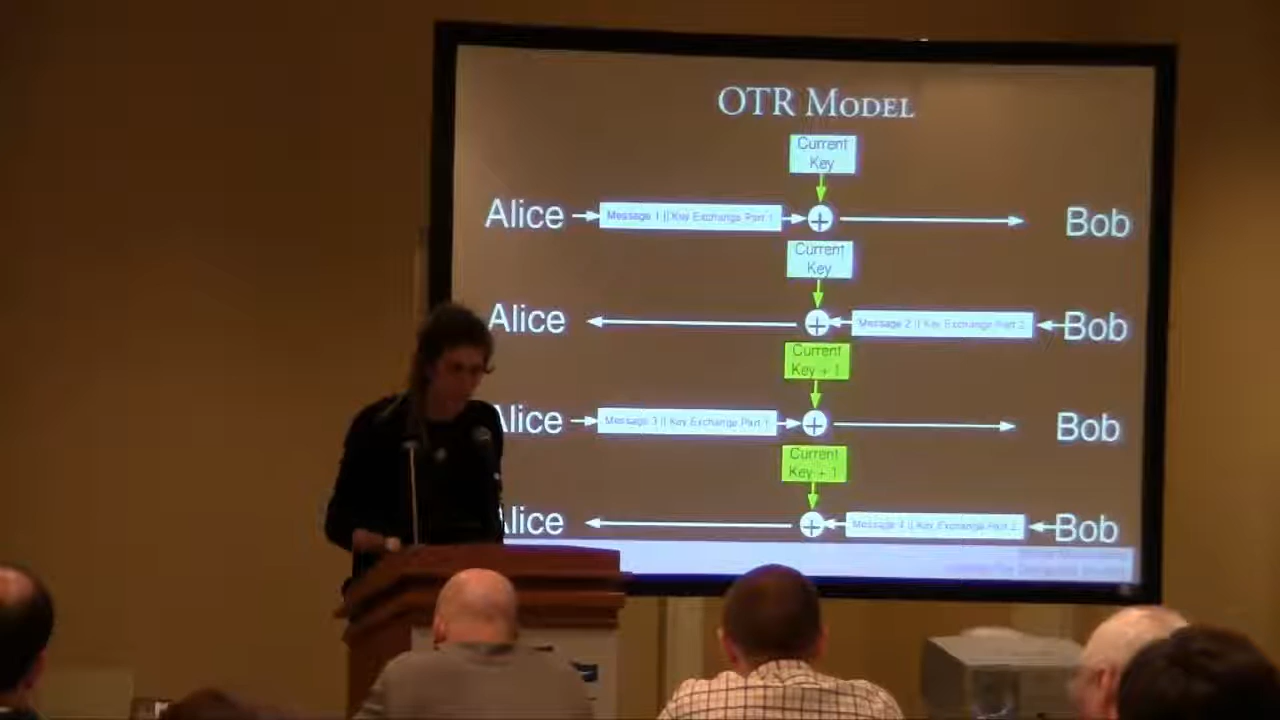 OTR Model
Current
Key
Alice
Message 1 || Key Exchange Part 1
Bob
Current
Key
Alice
Message 2 || Key Exchange Part 2
Bob
Current
Key + 1
Alice
Message 3 || Key Exchange Part 1
Bob
Current
Key + 1
Alice
Message 4 || Key Exchange Part 2
Bob